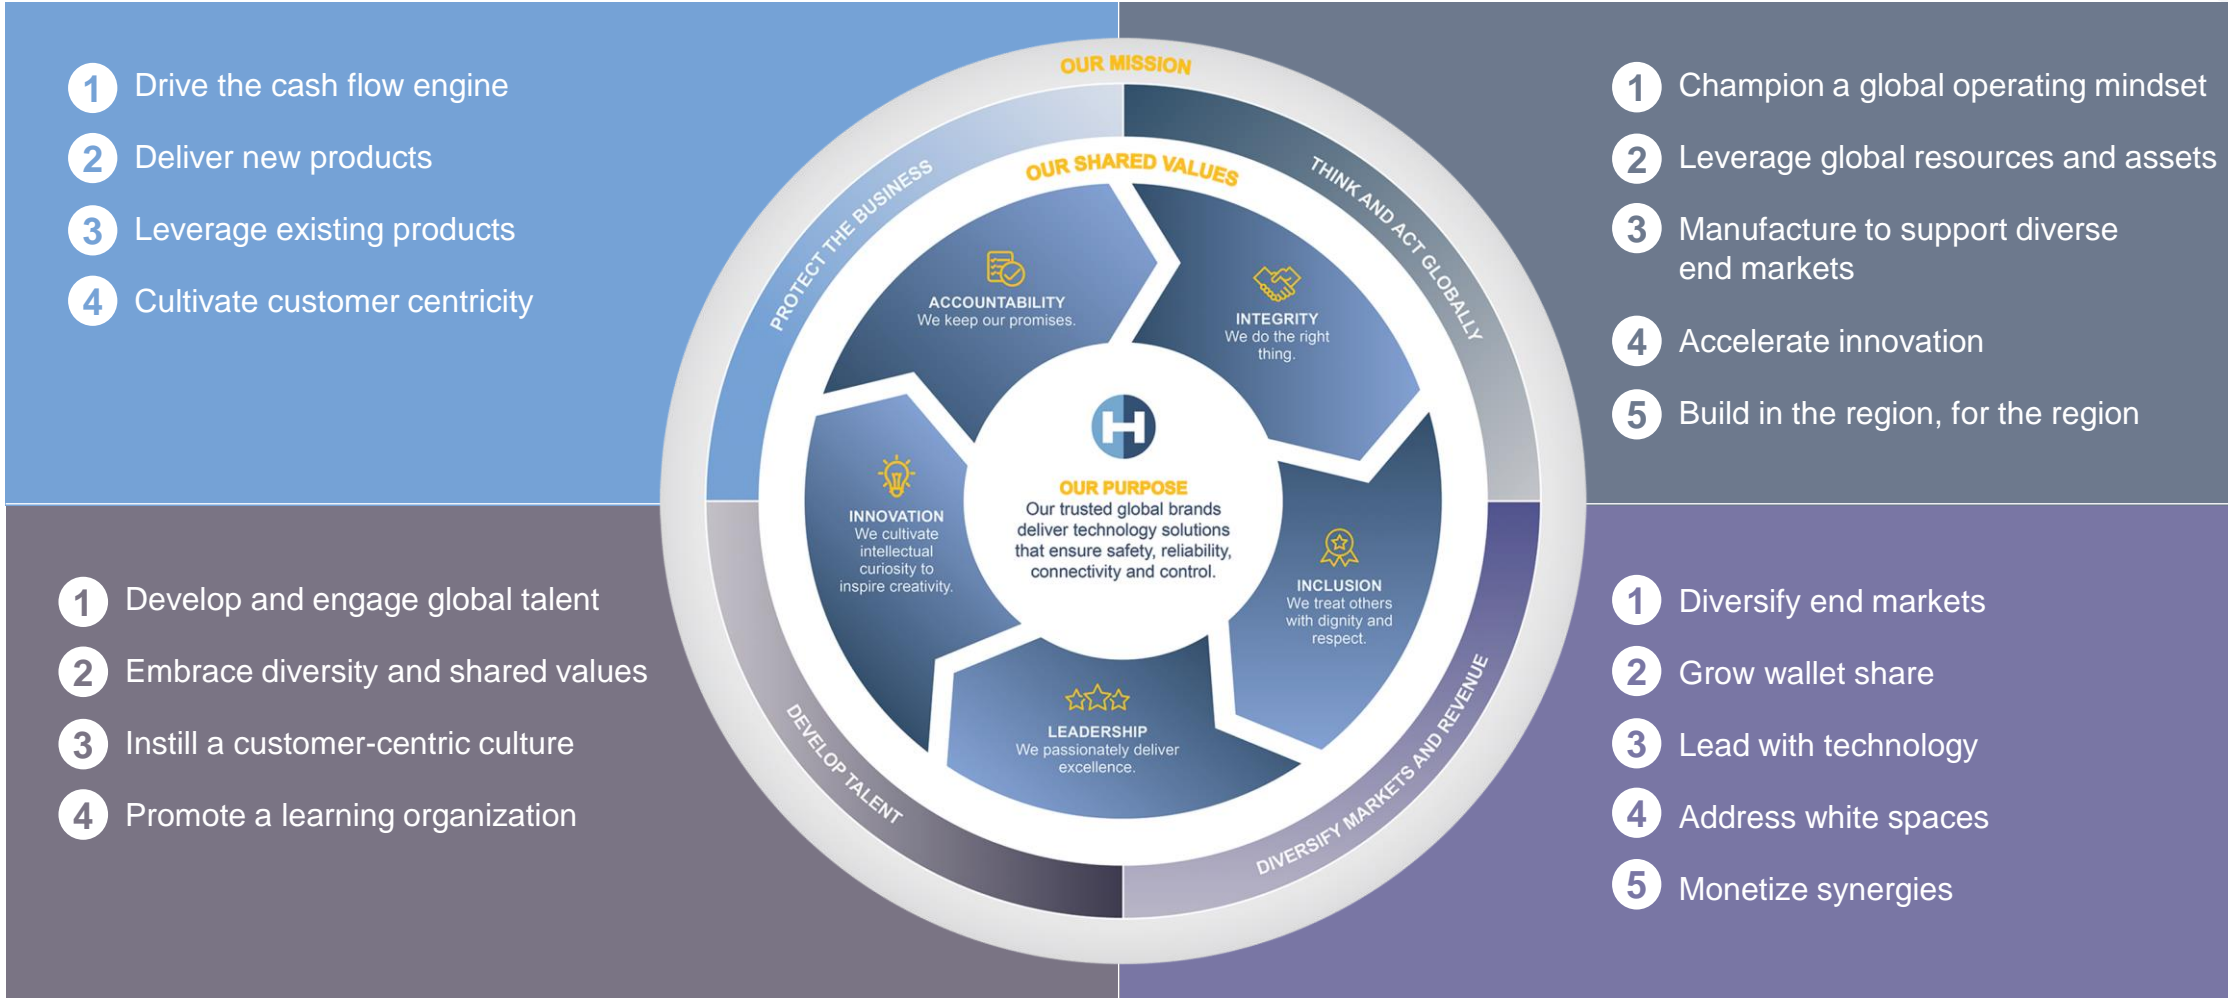 1 Drive the cash flow engine
2 Deliver new products
3 Leverage existing products
4 Cultivate customer centricity
1 Champion a global operating mindset
2 Leverage global resources and assets
3 Manufacture to support diverse
end markets
4 Accelerate innovation
5 Build in the region, for the region
OUR MISSION
PROTECT THE BUSINESS
THINK AND ACT GLOBALLY
OUR SHARED VALUES
ACCOUNTABILITY
We keep our promises.
INTEGRITY
We do the right
thing.
H
OUR PURPOSE
Our trusted global brands
deliver technology solutions
that ensure safety, reliability,
connectivity and control.
INNOVATION
We cultivate
intellectual
curiosity to
inspire creativity.
INCLUSION
We treat others
with dignity and
respect.
LEADERSHIP
We passionately deliver
excellence.
DEVELOP TALENT
DIVERSIFY MARKETS AND REVENUE
1 Develop and engage global talent
2 Embrace diversity and shared values
3 Instill a customer-centric culture
4 Promote a learning organization
1 Diversify end markets
2 Grow wallet share
3 Lead with technology
4 Address white spaces
5 Monetize synergies